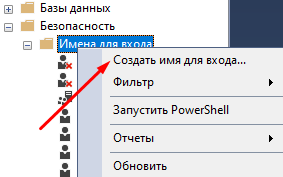 Базы данных
Безопасность
Имена для входа
Создать имя для входа...
Фильтр
Запустить PowerShell
Отчеты
Обновить